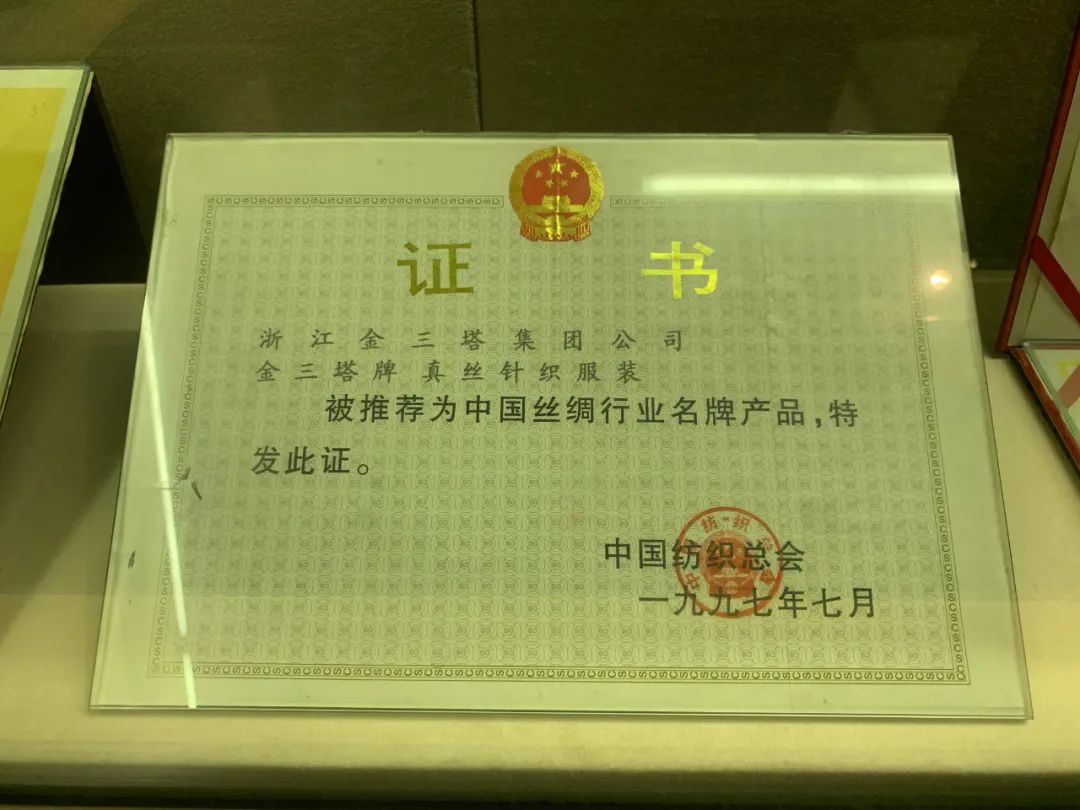 证书
浙江金三塔集团公司
金三塔牌真丝针织服装
被推荐为中国丝绸行业名牌产品,特
发此证。
中国纺织总会
一九九七年七月